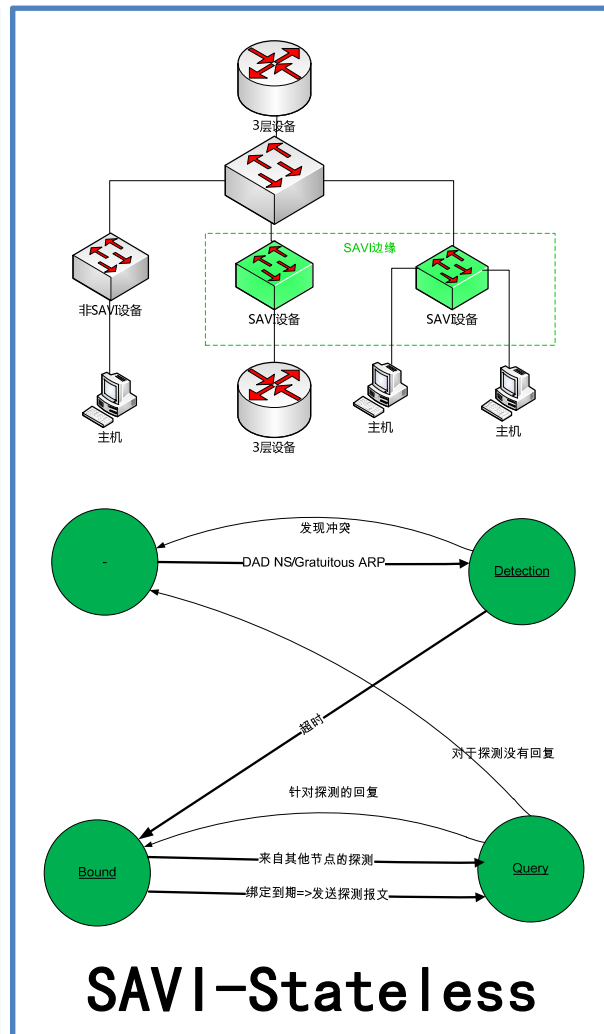 3层设备
SAVI边缘
非SAVI设备
SAVI设备
SAVI设备
主机
3层设备
主机
主机
发现冲突
-
DAD NS/Gratuitous ARP
Detection
超时
对于探测没有回复
针对探测的回复
Bound
来自其他节点的探测
Query
绑定到期=>发送探测报文
SAVI-Stateless